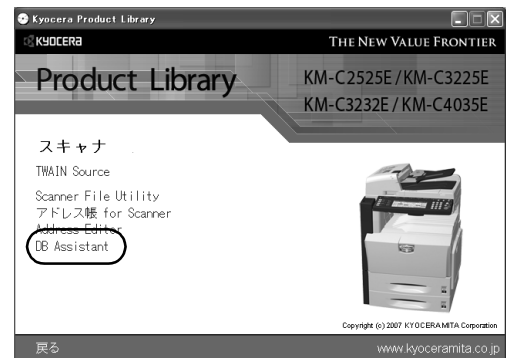 Kyocera Product Library
KYOCERA
THE NEW VALUE FRONTIER
Product Library
KM-C2525E / KM-C3225E
KM-C3232E / KM-C4035E
スキャナ
TWAIN Source
Scanner File Utility
アドレス帳 for Scanner
Address Editor
DB Assistant
Copyright (c) 2007 KYOCERA MITA Corporation
戻る
www.kyoceramita.co.jp